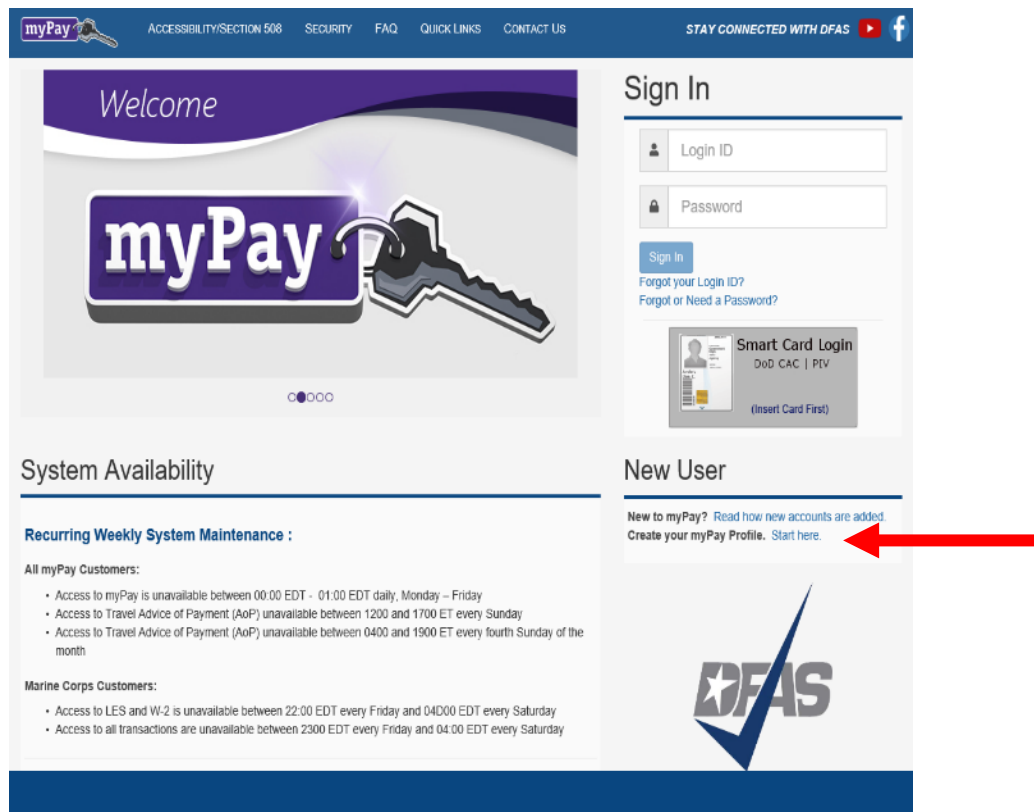 myPay ACCESSIBILITY/SECTION 508 SECURITY FAQ QUICK LINKS CONTACT US STAY CONNECTED WITH DFAS
Welcome
myPay
Sign In
Login ID
Password
Sign In
Forgot your Login ID?
Forgot or Need a Password?
Smart Card Login
DoD CAC | PIV
(Insert Card First)
System Availability
Recurring Weekly System Maintenance :
All myPay Customers:
• Access to myPay is unavailable between 00:00 EDT - 01:00 EDT daily, Monday – Friday
• Access to Travel Advice of Payment (AoP) unavailable between 1200 and 1700 ET every Sunday
• Access to Travel Advice of Payment (AoP) unavailable between 0400 and 1900 ET every fourth Sunday of the
month
Marine Corps Customers:
• Access to LES and W-2 is unavailable between 22:00 EDT every Friday and 04D00 EDT every Saturday
• Access to all transactions are unavailable between 2300 EDT every Friday and 04:00 EDT every Saturday
New User
New to myPay? Read how new accounts are added.
Create your myPay Profile. Start here.
DFAS